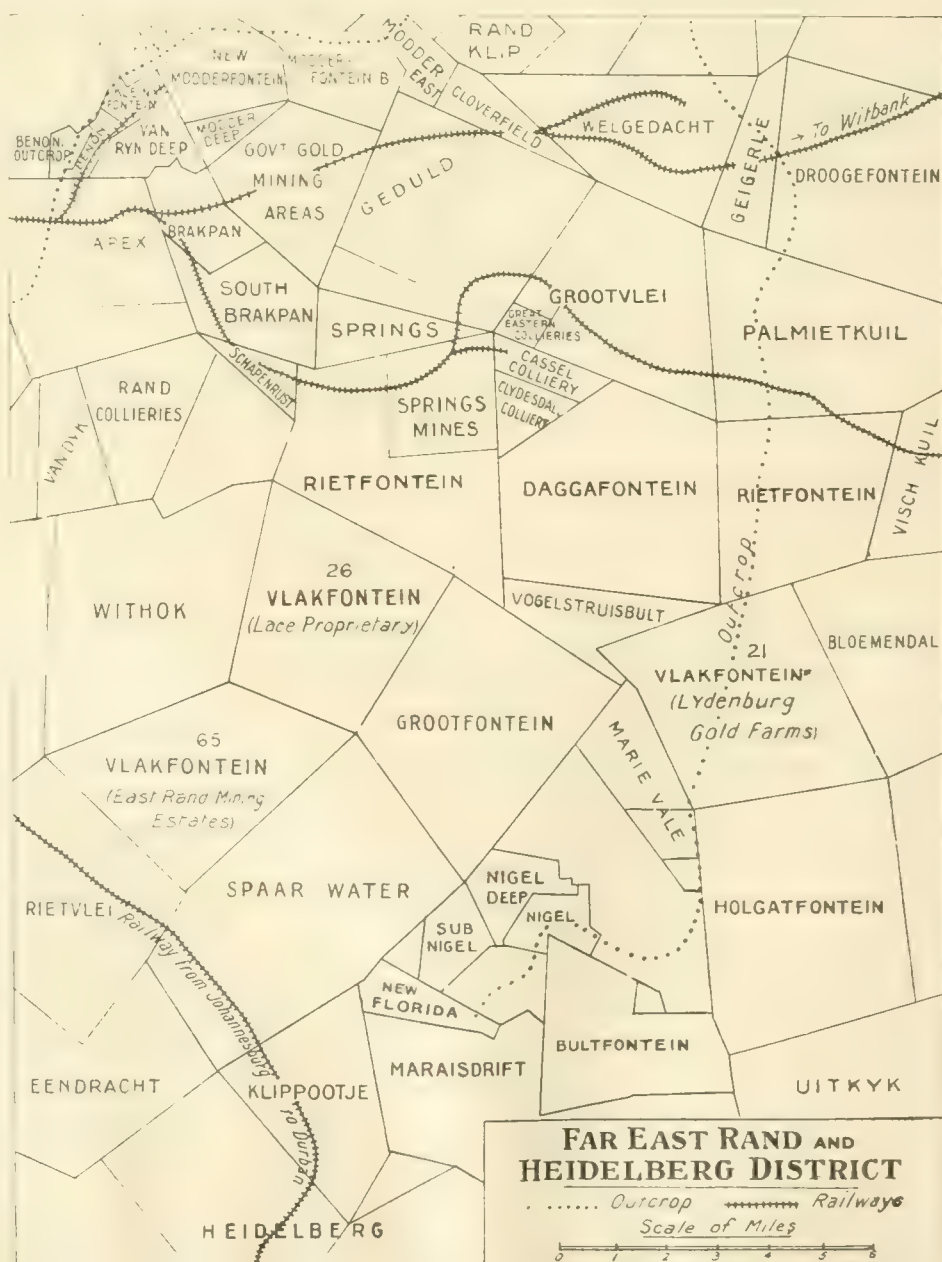 RAND
KLIP
MODDER
EAST
NEW
MODDERFONTEIN
MODDER-
FONTEIN B
CLOVERFIELD
KLEIN
FONTEIN
BENONI
OUTCROP
BENONI
VAN
RYN DEEP
MODDER
DEEP
GOVT GOLD
MINING
AREAS
GEDULD
WELGEDACHT
GEIGERLE
→ To Witbank
DROOGEFONTEIN
APEX
BRAKPAN
SOUTH
BRAKPAN
SPRINGS
GROOTVLEI
GREAT
EASTERN
COLLIERIES
PALMIETKUIL
SCHAPENRUST
CASSEL
COLLIERY
CLYDESDALE
COLLIERY
RAND
COLLIERIES
VAN DYK
SPRINGS
MINES
RIETFONTEIN
DAGGAFONTEIN
RIETFONTEIN
VISCH KUIL
Outcrop
WITHOK
26
VLAKFONTEIN
(Lace Proprietary)
VOGELSTRUISBULT
21
VLAKFONTEIN
(Lydenburg
Gold Farms)
BLOEMENDAL
GROOTFONTEIN
MARIE VALE
65
VLAKFONTEIN
(East Rand Mining
Estates)
SPAAR WATER
NIGEL
DEEP
NIGEL
SUB
NIGEL
HOLGATFONTEIN
RIETVLEI
Railway from Johannesburg
to Durban
NEW
FLORIDA
MARAISDRIFT
BULTFONTEIN
EENDRACHT
KLIPPOOTJE
UITKYK
HEIDELBERG
FAR EAST RAND AND
HEIDELBERG DISTRICT
Outcrop Railways
Scale of Miles
0 1 2 3 4 5 6